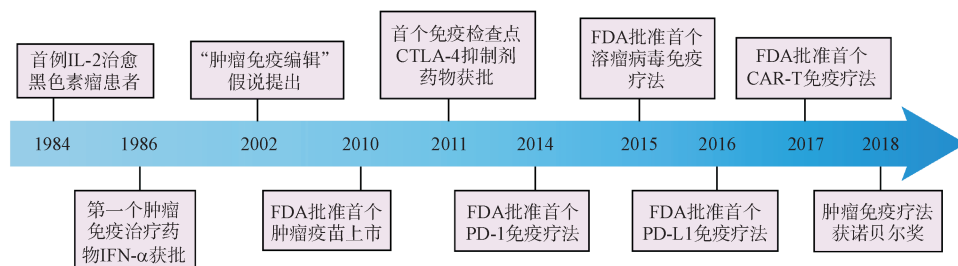 首例IL-2治愈
黑色素瘤患者
“肿瘤免疫编辑”
假说提出
首个免疫检查点
CTLA-4抑制剂
药物获批
FDA批准首个
溶瘤病毒免疫
疗法
FDA批准首个
CAR-T免疫疗法
1984 1986 2002 2010 2011 2014 2015 2016 2017 2018
第一个肿瘤
免疫治疗药
物IFN-α获批
FDA批准首个
肿瘤疫苗上市
FDA批准首个
PD-1免疫疗法
FDA批准首个
PD-L1免疫疗法
肿瘤免疫疗法
获诺贝尔奖